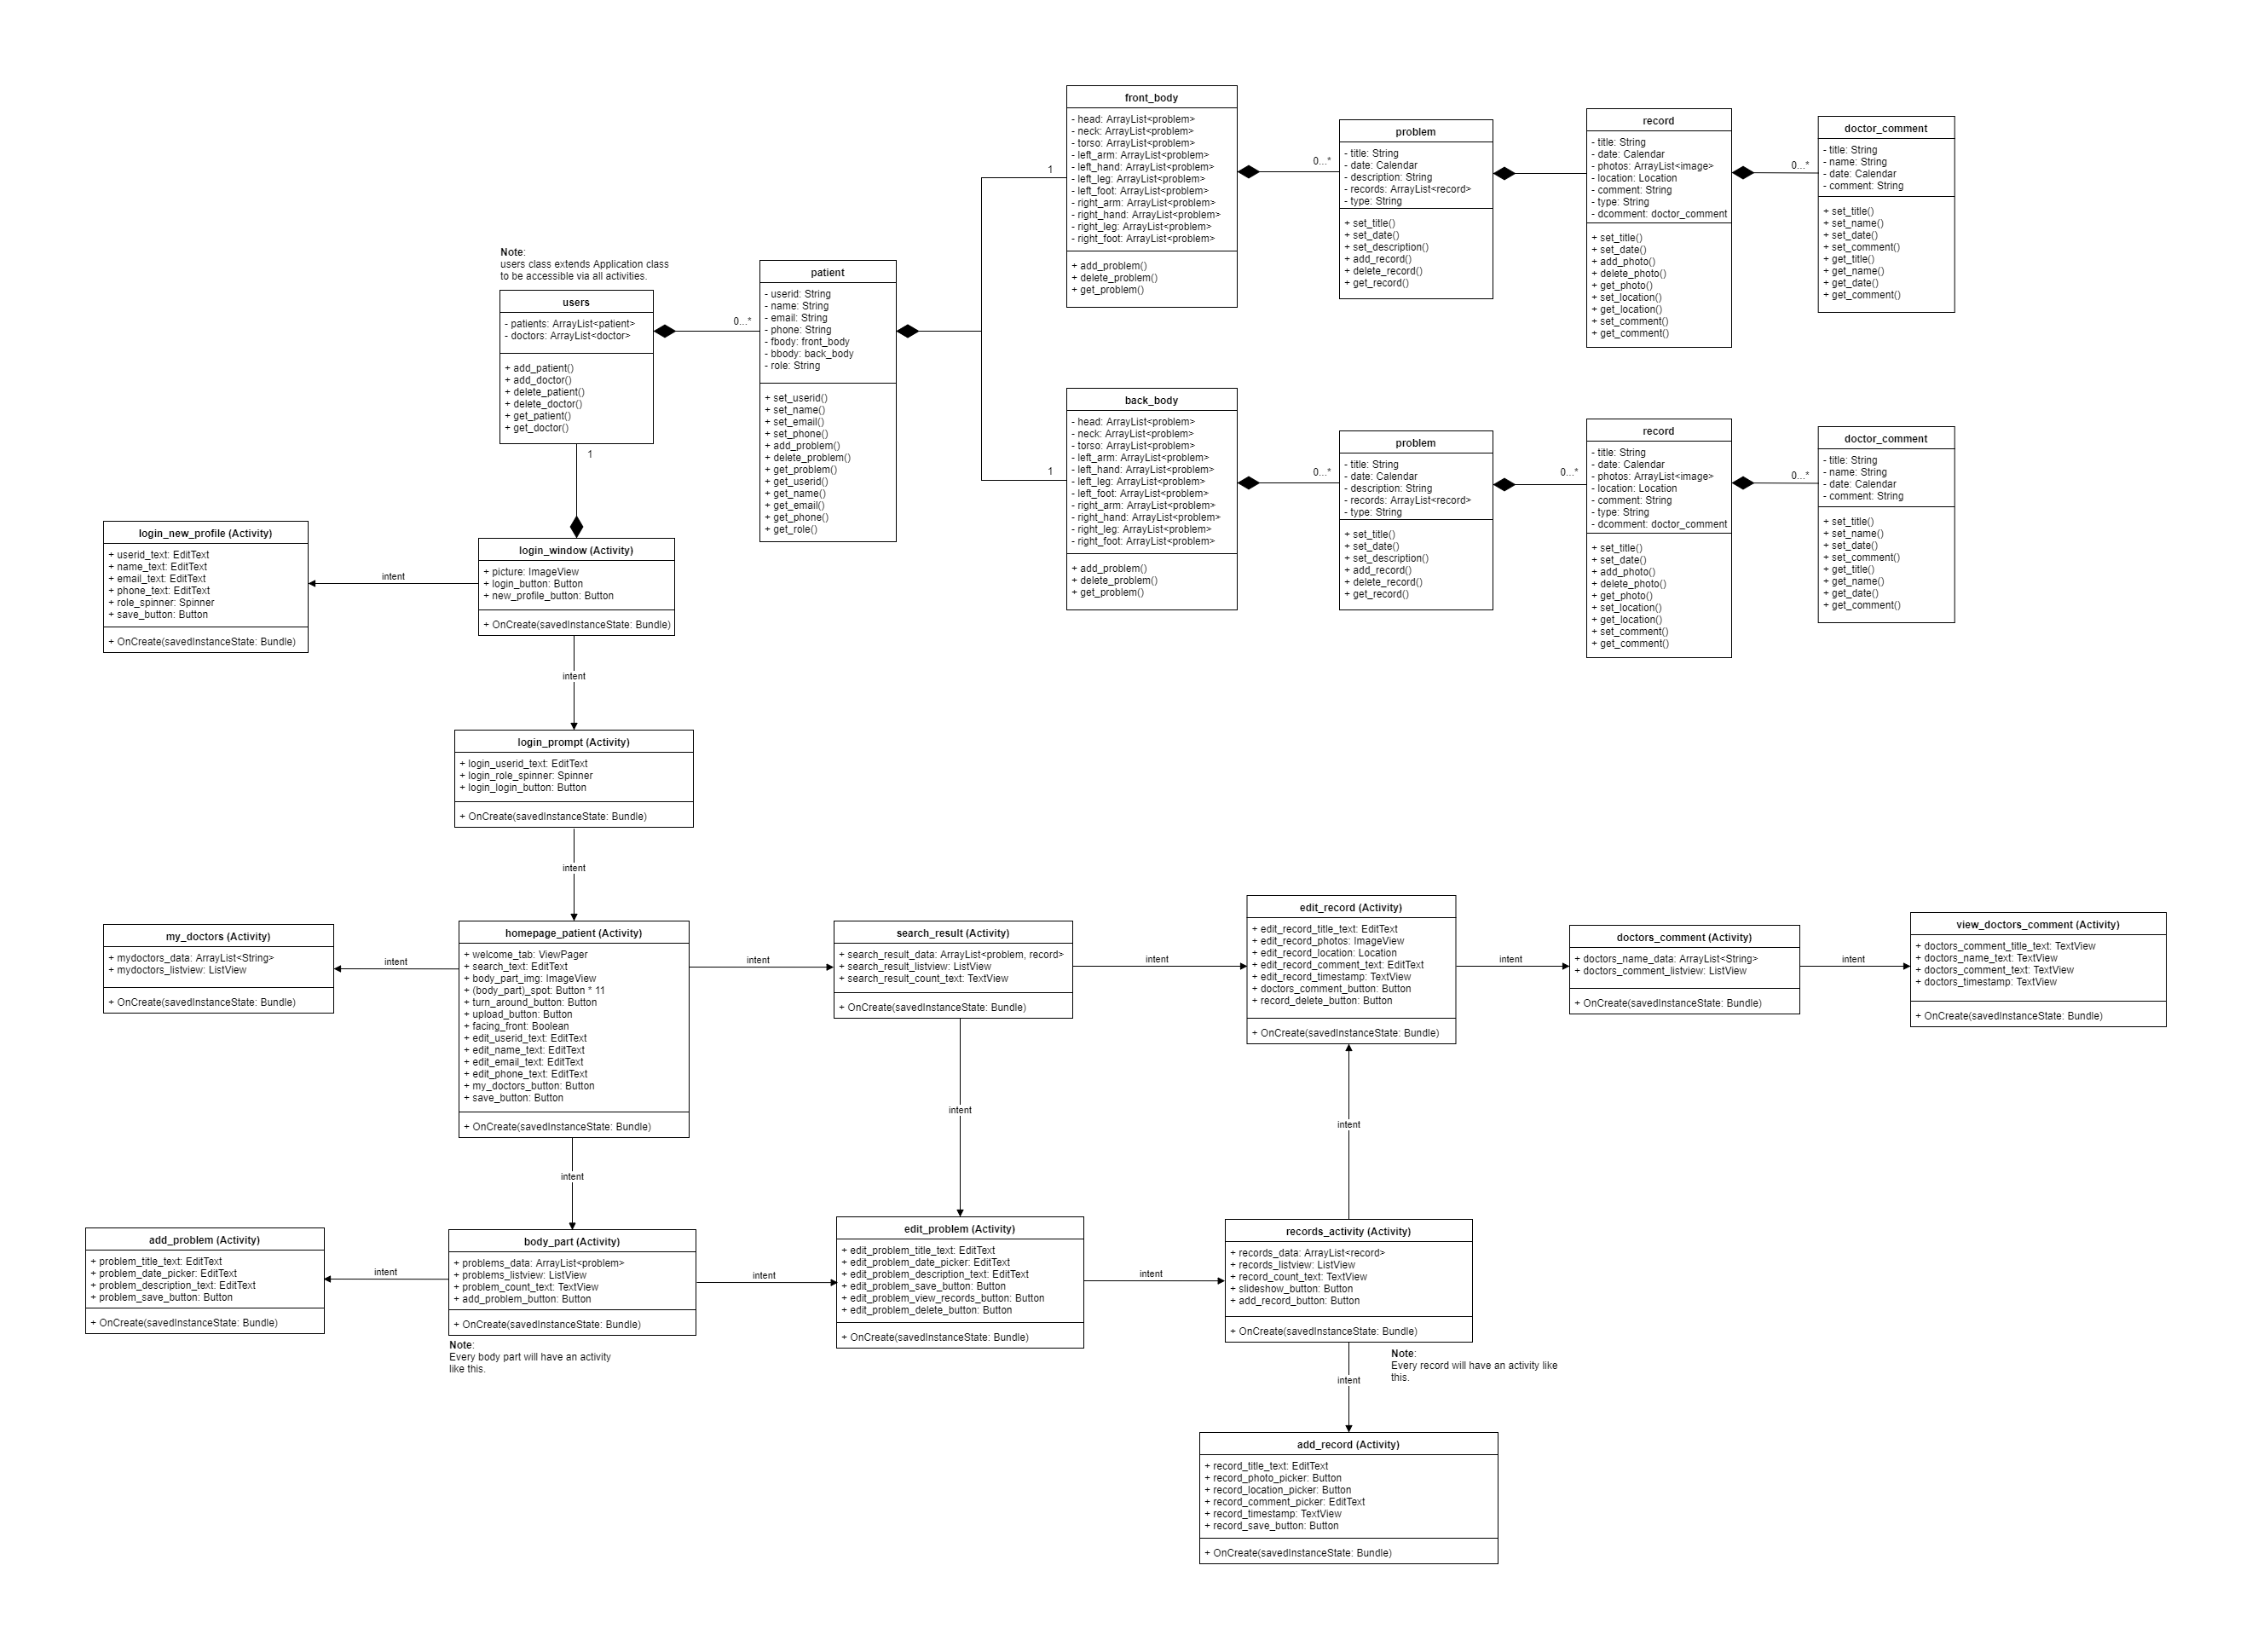 front_body
- head: ArrayList<problem>
- neck: ArrayList<problem>
- torso: ArrayList<problem>
- left_arm: ArrayList<problem>
- left_hand: ArrayList<problem>
- left_leg: ArrayList<problem>
- left_foot: ArrayList<problem>
- right_arm: ArrayList<problem>
- right_hand: ArrayList<problem>
- right_leg: ArrayList<problem>
- right_foot: ArrayList<problem>
+ add_problem()
+ delete_problem()
+ get_problem()
0...*
problem
- title: String
- date: Calendar
- description: String
- records: ArrayList<record>
- type: String
+ set_title()
+ set_date()
+ set_description()
+ add_record()
+ delete_record()
+ get_record()
record
- title: String
- date: Calendar
- photos: ArrayList<image>
- location: Location
- comment: String
- type: String
- dcomment: doctor_comment
+ set_title()
+ set_date()
+ add_photo()
+ delete_photo()
+ get_photo()
+ set_location()
+ get_location()
+ set_comment()
+ get_comment()
0...*
doctor_comment
- title: String
- name: String
- date: Calendar
- comment: String
+ set_title()
+ set_name()
+ set_date()
+ set_comment()
+ get_title()
+ get_name()
+ get_date()
+ get_comment()
1
Note:
users class extends Application class
to be accessible via all activities.
users
- patients: ArrayList<patient>
- doctors: ArrayList<doctor>
+ add_patient()
+ add_doctor()
+ delete_patient()
+ delete_doctor()
+ get_patient()
+ get_doctor()
0...*
patient
- userid: String
- name: String
- email: String
- phone: String
- fbody: front_body
- bbody: back_body
- role: String
+ set_userid()
+ set_name()
+ set_email()
+ set_phone()
+ add_problem()
+ delete_problem()
+ get_problem()
+ get_userid()
+ get_name()
+ get_email()
+ get_phone()
+ get_role()
1
1
back_body
- head: ArrayList<problem>
- neck: ArrayList<problem>
- torso: ArrayList<problem>
- left_arm: ArrayList<problem>
- left_hand: ArrayList<problem>
- left_leg: ArrayList<problem>
- left_foot: ArrayList<problem>
- right_arm: ArrayList<problem>
- right_hand: ArrayList<problem>
- right_leg: ArrayList<problem>
- right_foot: ArrayList<problem>
+ add_problem()
+ delete_problem()
+ get_problem()
0...*
problem
- title: String
- date: Calendar
- description: String
- records: ArrayList<record>
- type: String
+ set_title()
+ set_date()
+ set_description()
+ add_record()
+ delete_record()
+ get_record()
0...*
record
- title: String
- date: Calendar
- photos: ArrayList<image>
- location: Location
- comment: String
- type: String
- dcomment: doctor_comment
+ set_title()
+ set_date()
+ add_photo()
+ delete_photo()
+ get_photo()
+ set_location()
+ get_location()
+ set_comment()
+ get_comment()
0...*
doctor_comment
- title: String
- name: String
- date: Calendar
- comment: String
+ set_title()
+ set_name()
+ set_date()
+ set_comment()
+ get_title()
+ get_name()
+ get_date()
+ get_comment()
login_new_profile (Activity)
+ userid_text: EditText
+ name_text: EditText
+ email_text: EditText
+ phone_text: EditText
+ role_spinner: Spinner
+ save_button: Button
+ OnCreate(savedInstanceState: Bundle)
intent
login_window (Activity)
+ picture: ImageView
+ login_button: Button
+ new_profile_button: Button
+ OnCreate(savedInstanceState: Bundle)
intent
login_prompt (Activity)
+ login_userid_text: EditText
+ login_role_spinner: Spinner
+ login_login_button: Button
+ OnCreate(savedInstanceState: Bundle)
intent
my_doctors (Activity)
+ mydoctors_data: ArrayList<String>
+ mydoctors_listview: ListView
+ OnCreate(savedInstanceState: Bundle)
intent
homepage_patient (Activity)
+ welcome_tab: ViewPager
+ search_text: EditText
+ body_part_img: ImageView
+ (body_part)_spot: Button * 11
+ turn_around_button: Button
+ upload_button: Button
+ facing_front: Boolean
+ edit_userid_text: EditText
+ edit_name_text: EditText
+ edit_email_text: EditText
+ edit_phone_text: EditText
+ my_doctors_button: Button
+ save_button: Button
+ OnCreate(savedInstanceState: Bundle)
intent
search_result (Activity)
+ search_result_data: ArrayList<problem, record>
+ search_result_listview: ListView
+ search_result_count_text: TextView
+ OnCreate(savedInstanceState: Bundle)
intent
edit_record (Activity)
+ edit_record_title_text: EditText
+ edit_record_photos: ImageView
+ edit_record_location: Location
+ edit_record_comment_text: EditText
+ edit_record_timestamp: TextView
+ doctors_comment_button: Button
+ record_delete_button: Button
+ OnCreate(savedInstanceState: Bundle)
intent
doctors_comment (Activity)
+ doctors_name_data: ArrayList<String>
+ doctors_comment_listview: ListView
+ OnCreate(savedInstanceState: Bundle)
intent
view_doctors_comment (Activity)
+ doctors_comment_title_text: TextView
+ doctors_name_text: TextView
+ doctors_comment_text: TextView
+ doctors_timestamp: TextView
+ OnCreate(savedInstanceState: Bundle)
intent
intent
intent
add_problem (Activity)
+ problem_title_text: EditText
+ problem_date_picker: EditText
+ problem_description_text: EditText
+ problem_save_button: Button
+ OnCreate(savedInstanceState: Bundle)
intent
body_part (Activity)
+ problems_data: ArrayList<problem>
+ problems_listview: ListView
+ problem_count_text: TextView
+ add_problem_button: Button
+ OnCreate(savedInstanceState: Bundle)
Note:
Every body part will have an activity
like this.
intent
edit_problem (Activity)
+ edit_problem_title_text: EditText
+ edit_problem_date_picker: EditText
+ edit_problem_description_text: EditText
+ edit_problem_save_button: Button
+ edit_problem_view_records_button: Button
+ edit_problem_delete_button: Button
+ OnCreate(savedInstanceState: Bundle)
intent
records_activity (Activity)
+ records_data: ArrayList<record>
+ records_listview: ListView
+ record_count_text: TextView
+ slideshow_button: Button
+ add_record_button: Button
+ OnCreate(savedInstanceState: Bundle)
Note:
Every record will have an activity like
this.
intent
add_record (Activity)
+ record_title_text: EditText
+ record_photo_picker: Button
+ record_location_picker: Button
+ record_comment_picker: EditText
+ record_timestamp: TextView
+ record_save_button: Button
+ OnCreate(savedInstanceState: Bundle)